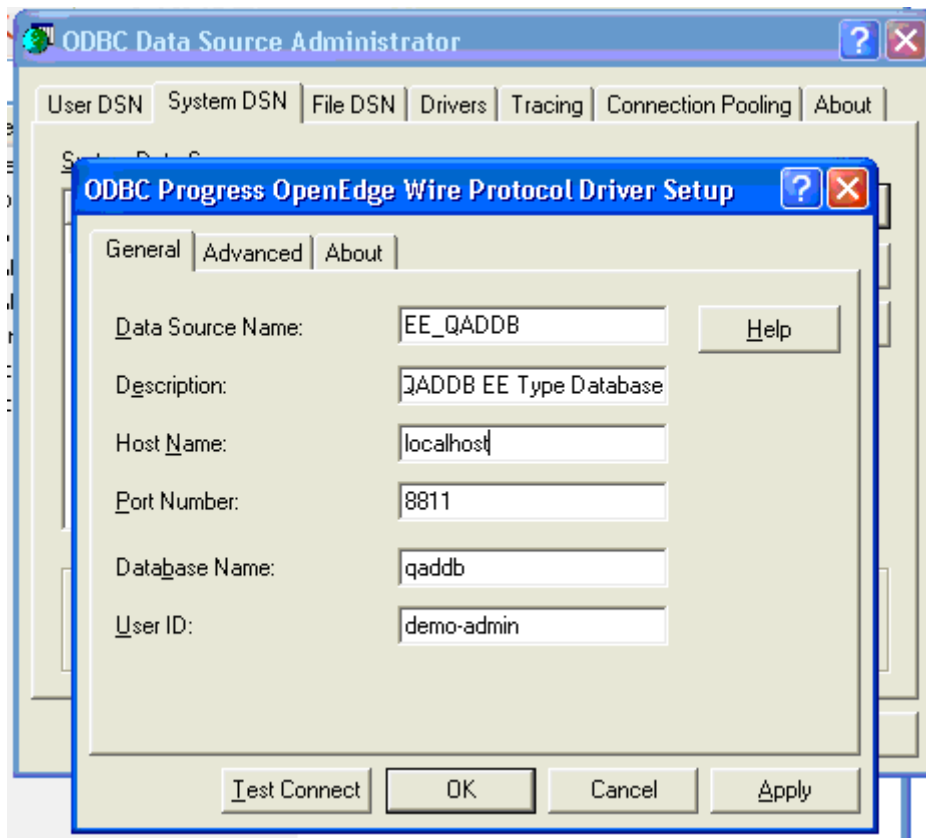 ODBC Data Source Administrator
User DSN System DSN File DSN Drivers Tracing Connection Pooling About
ODBC Progress OpenEdge Wire Protocol Driver Setup
General Advanced About
Data Source Name: EE_QADDB Help
Description: QADDB EE Type Database
Host Name: localhost
Port Number: 8811
Database Name: qaddb
User ID: demo-admin
Test Connect OK Cancel Apply